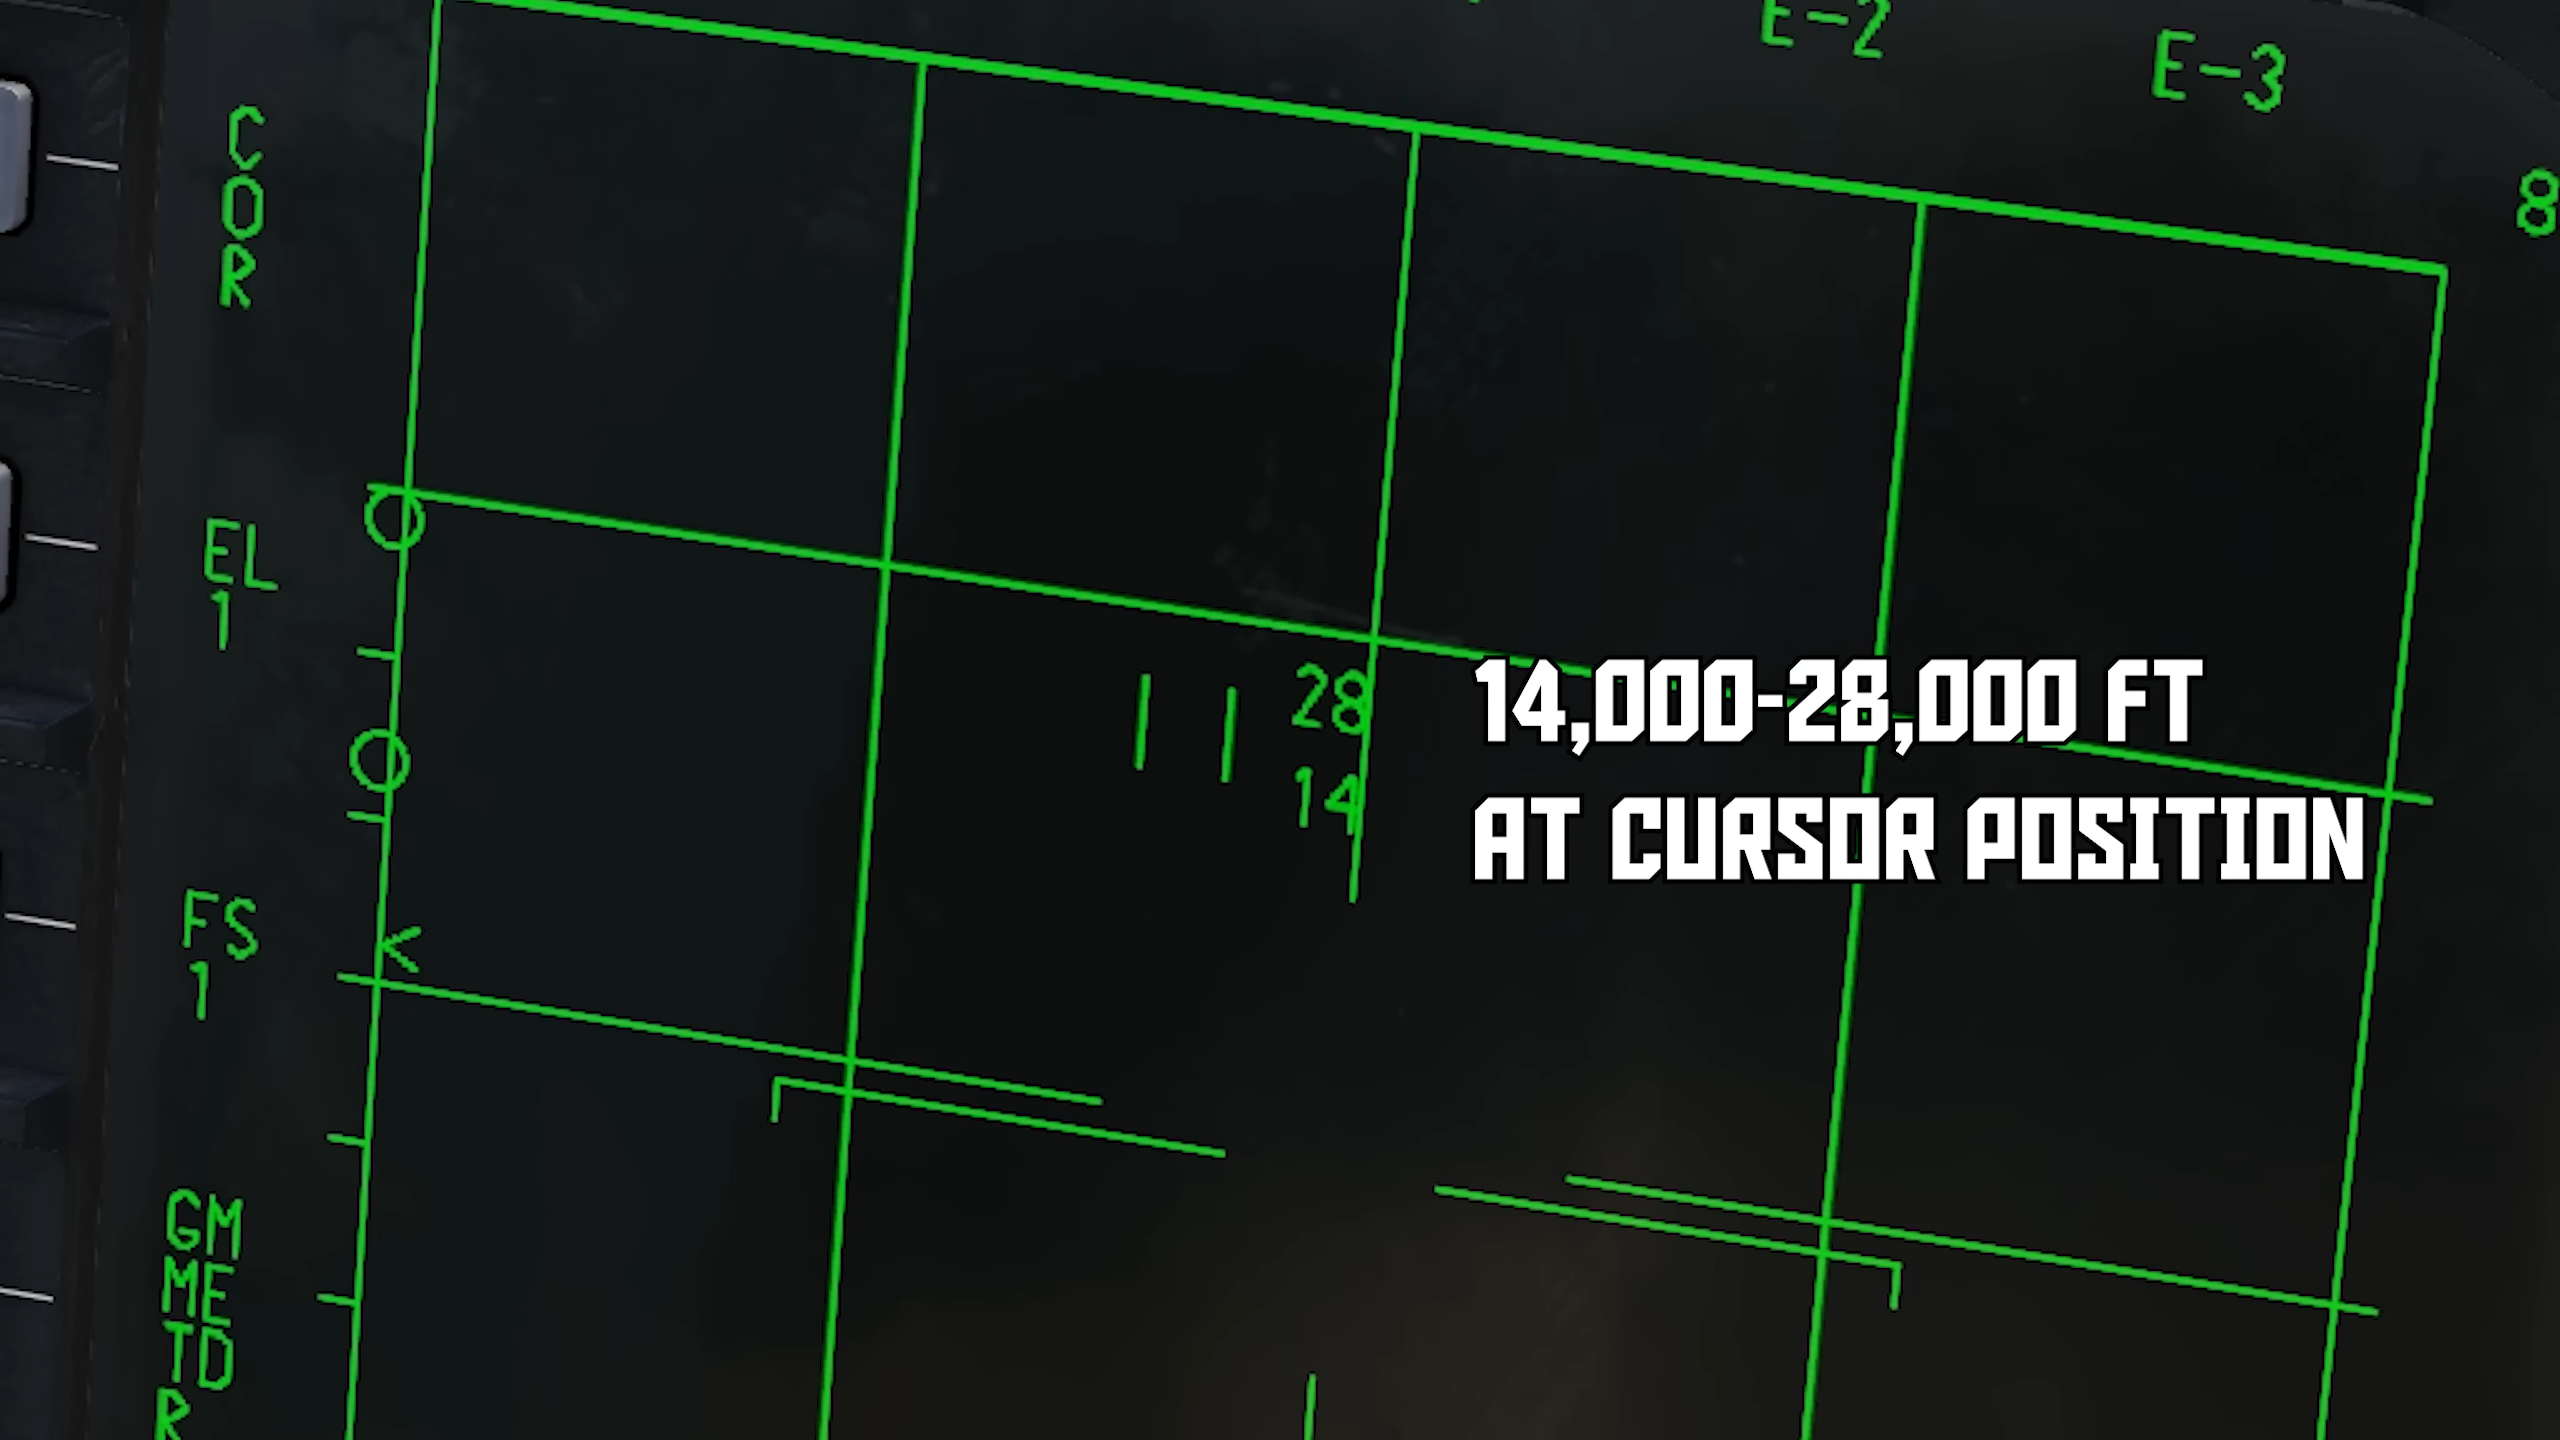 E-2
E-3
8
COR
EL
1
28
14
14,000-28,000 FT
AT CURSOR POSITION
FS
1
GM
ME
TD
R